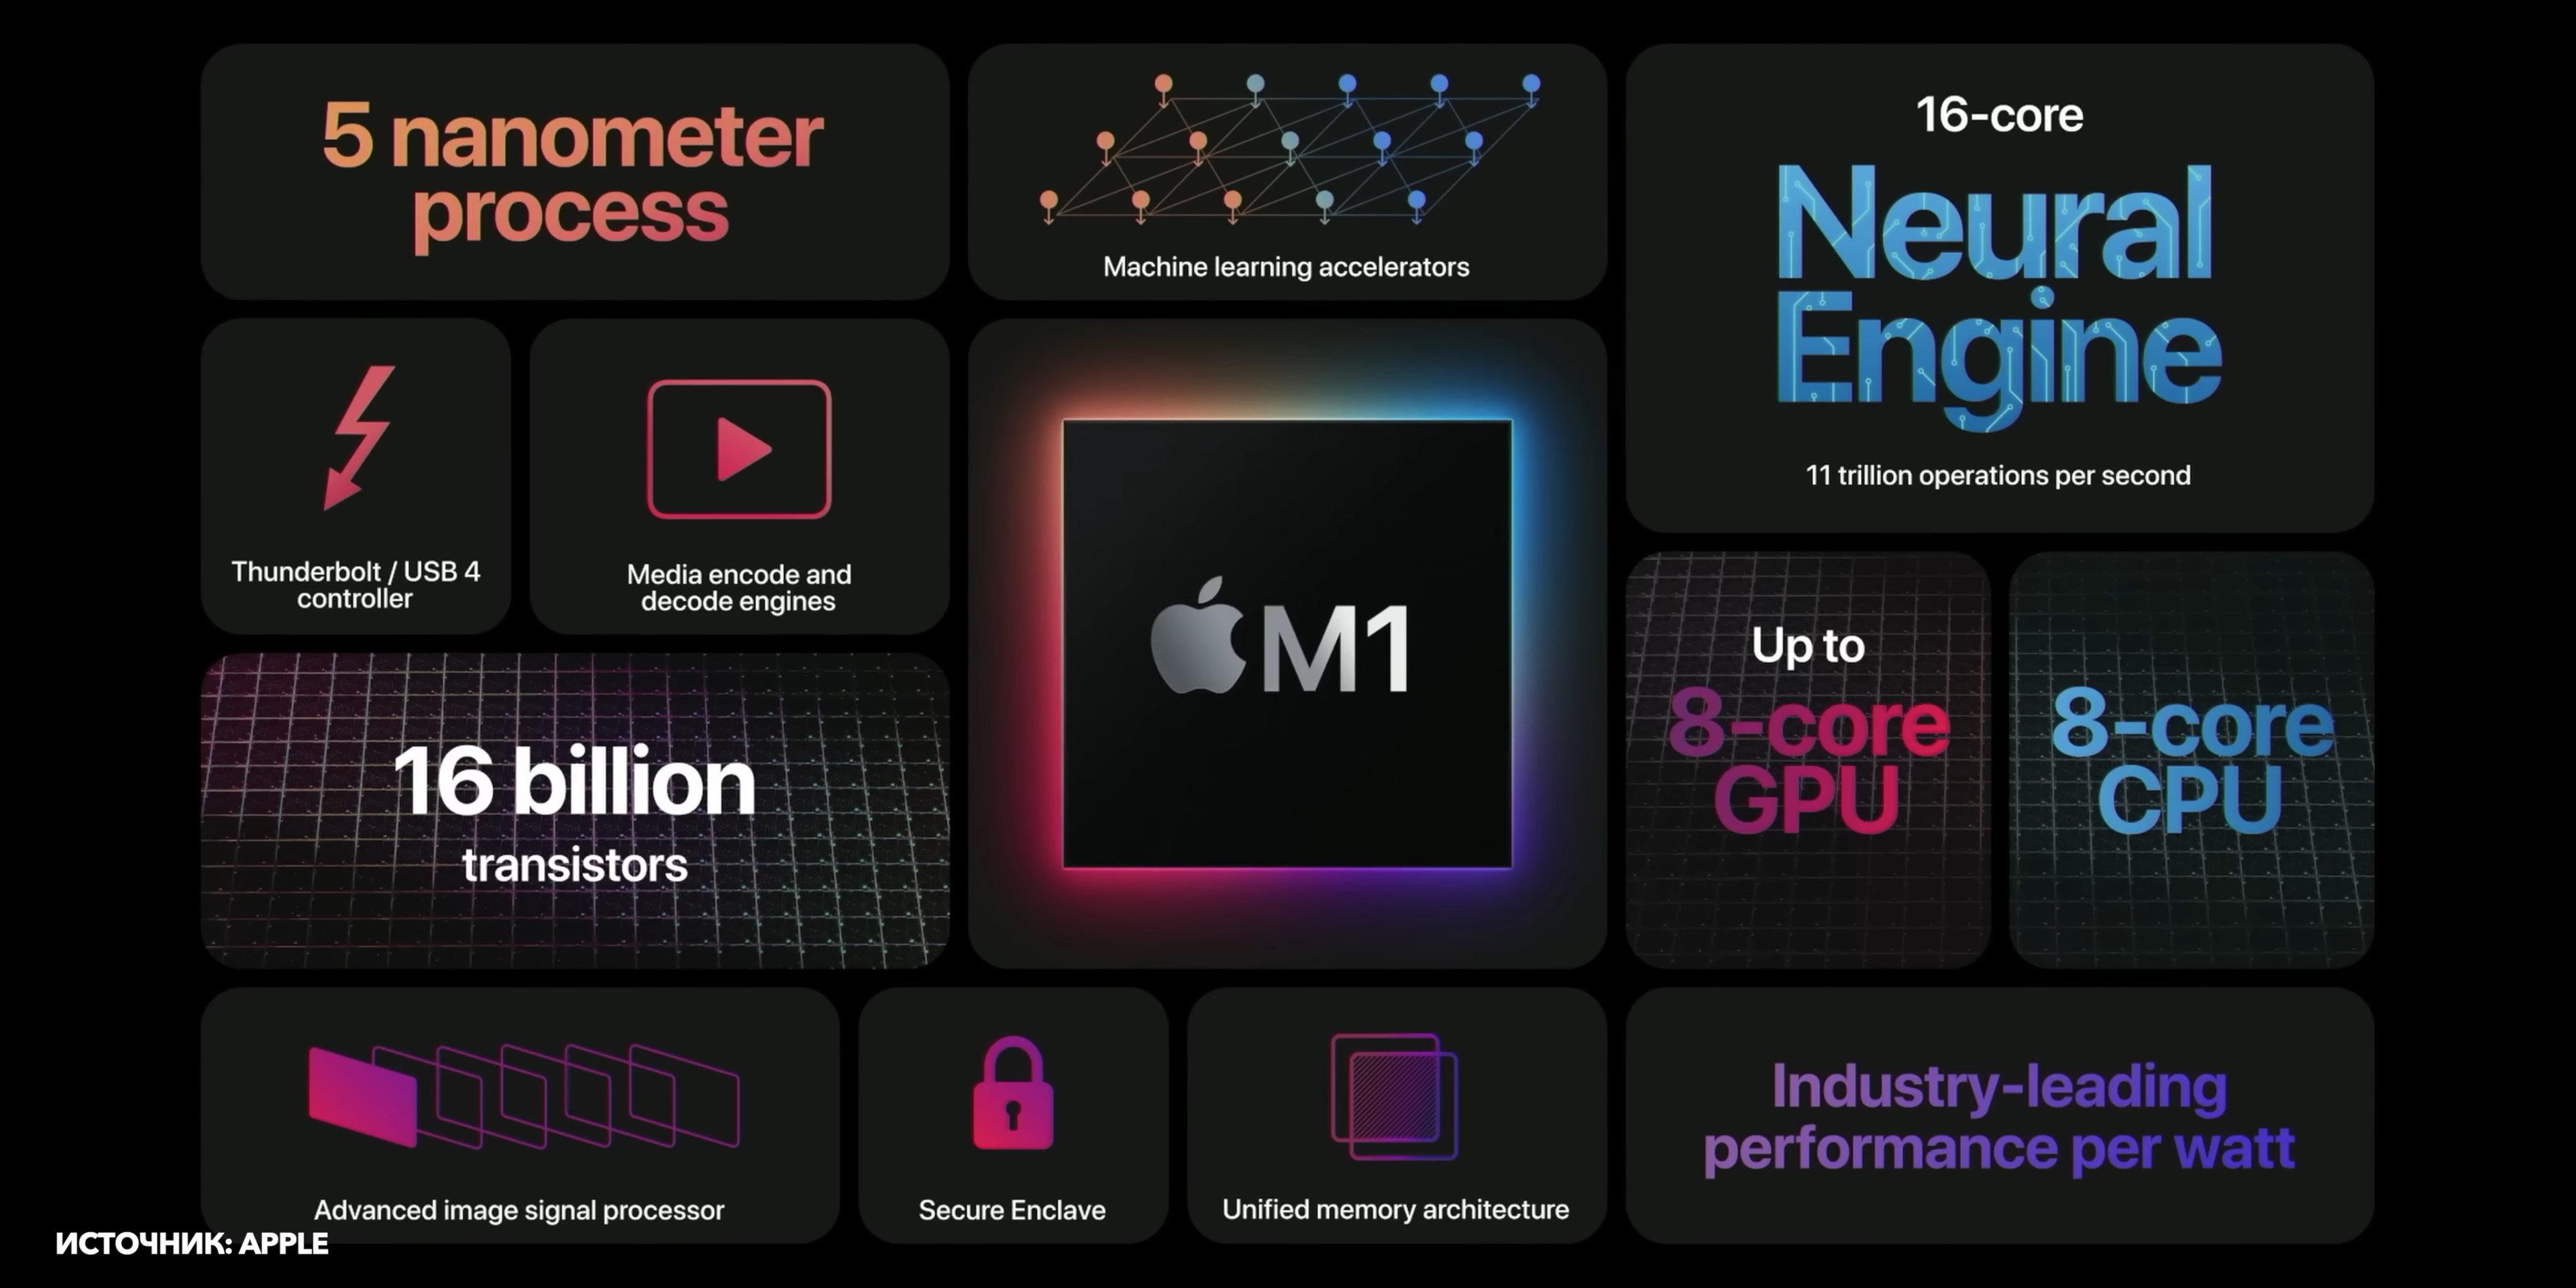 5 nanometer
process
Machine learning accelerators
16-core
Neural
Engine
11 trillion operations per second
Thunderbolt / USB 4
controller
Media encode and
decode engines
M1
Up to
8-core
GPU
8-core
CPU
16 billion
transistors
Advanced image signal processor
Secure Enclave
Unified memory architecture
Industry-leading
performance per watt
ИСТОЧНИК: APPLE